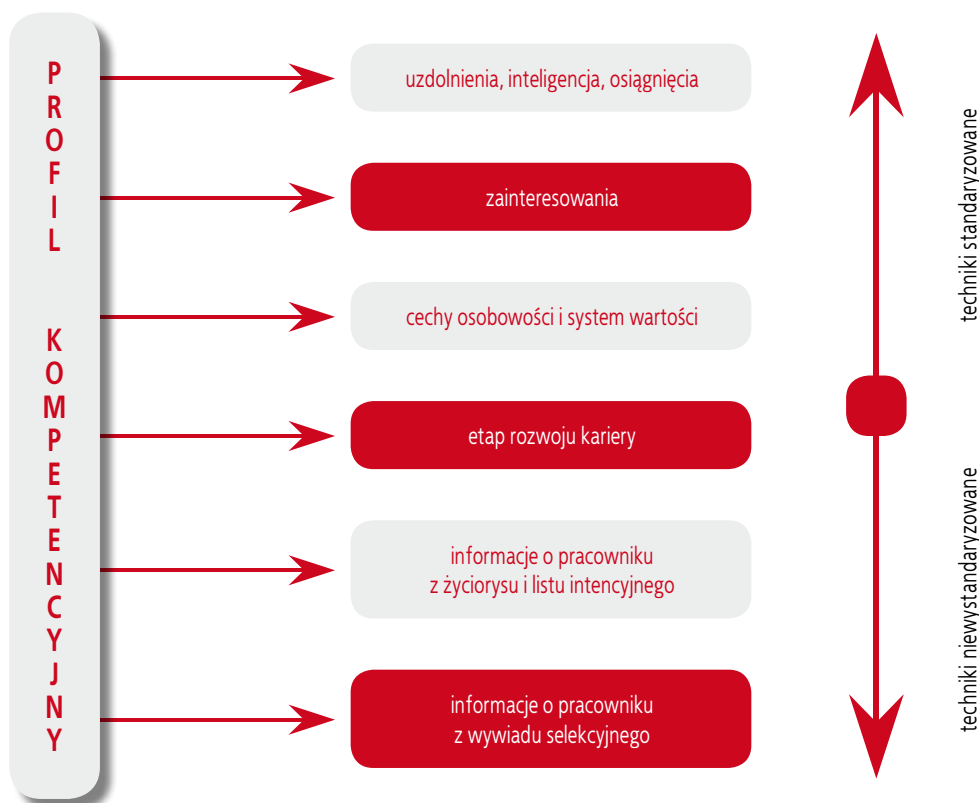 PROFIL KOMPETENCYJNY
uzdolnienia, inteligencja, osiągnięcia
zainteresowania
cechy osobowości i system wartości
etap rozwoju kariery
informacje o pracowniku
z życiorysu i listu intencyjnego
informacje o pracowniku
z wywiadu selekcyjnego
techniki standaryzowane
techniki niewystandaryzowane